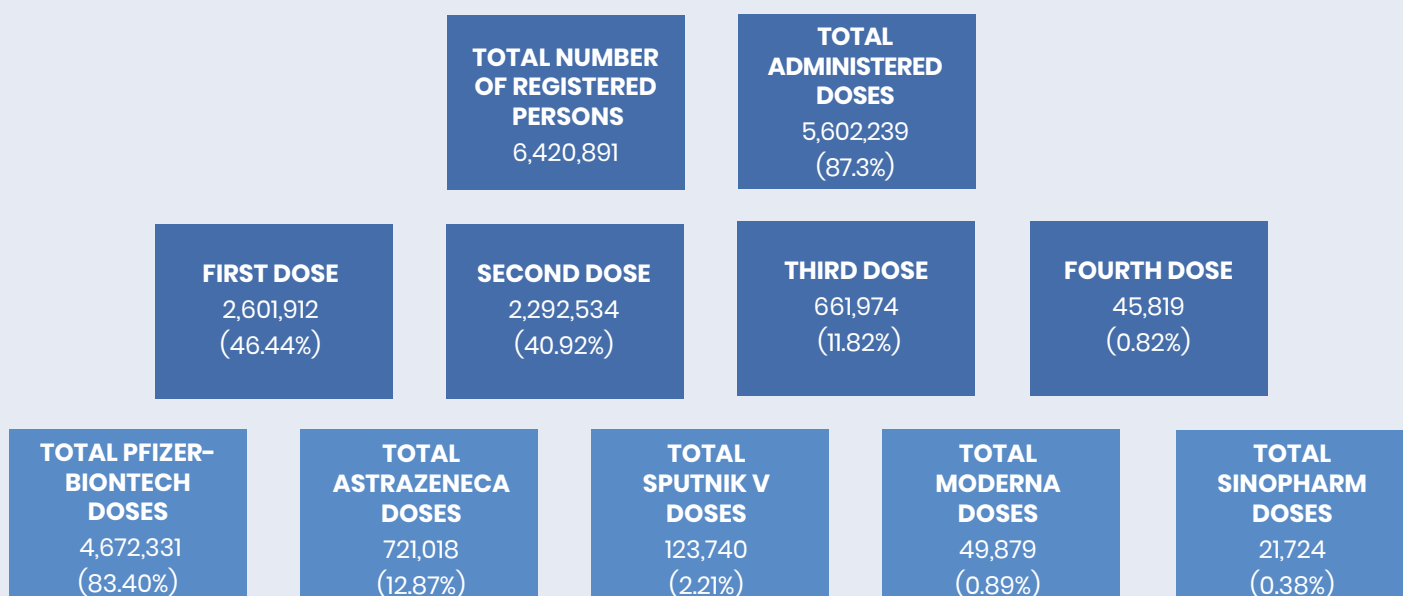 TOTAL NUMBER
OF REGISTERED
PERSONS
6,420,891
TOTAL
ADMINISTERED
DOSES
5,602,239
(87.3%)
FIRST DOSE
2,601,912
(46.44%)
SECOND DOSE
2,292,534
(40.92%)
THIRD DOSE
661,974
(11.82%)
FOURTH DOSE
45,819
(0.82%)
TOTAL PFIZER-
BIONTECH
DOSES
4,672,331
(83.40%)
TOTAL
ASTRAZENECA
DOSES
721,018
(12.87%)
TOTAL
SPUTNIK V
DOSES
123,740
(2.21%)
TOTAL
MODERNA
DOSES
49,879
(0.89%)
TOTAL
SINOPHARM
DOSES
21,724
(0.38%)